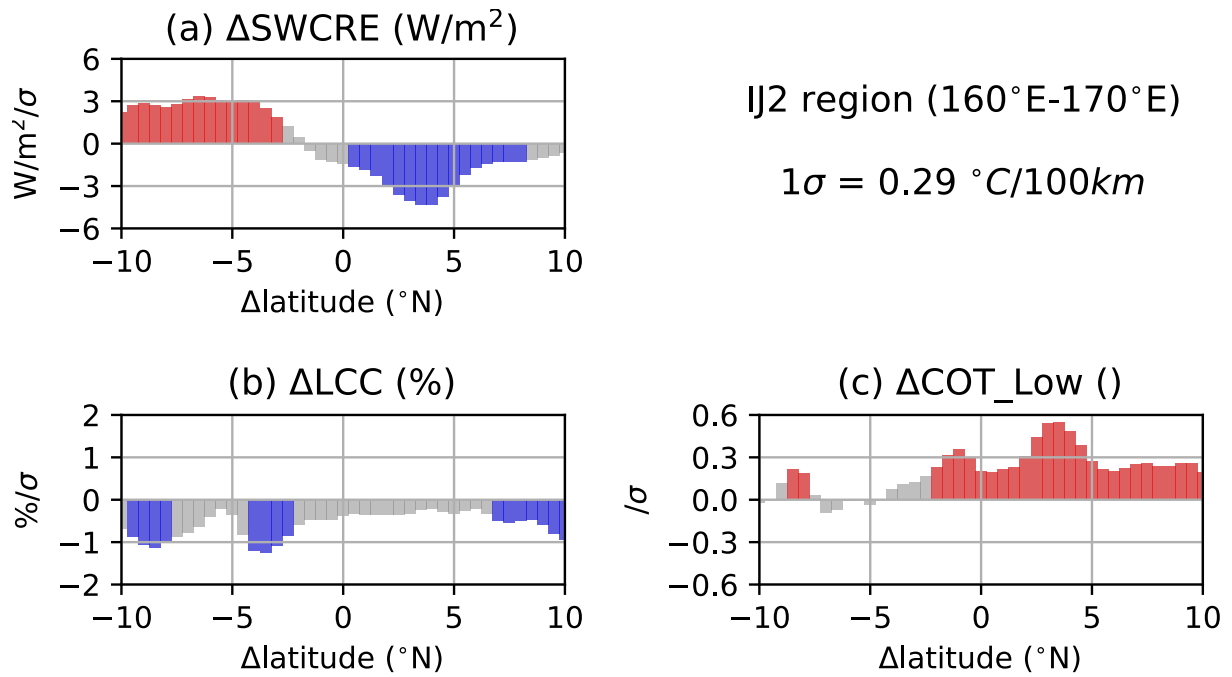 (a) ΔSWCRE (W/m²)
6
3
0
−3
−6
W/m²/σ
−10 −5 0 5 10
Δlatitude (°N)
IJ2 region (160°E-170°E)
1σ = 0.29 °C/100km
(b) ΔLCC (%)
2
1
0
−1
−2
%/σ
−10 −5 0 5 10
Δlatitude (°N)
(c) ΔCOT_Low ()
0.6
0.3
0.0
−0.3
−0.6
/σ
−10 −5 0 5 10
Δlatitude (°N)